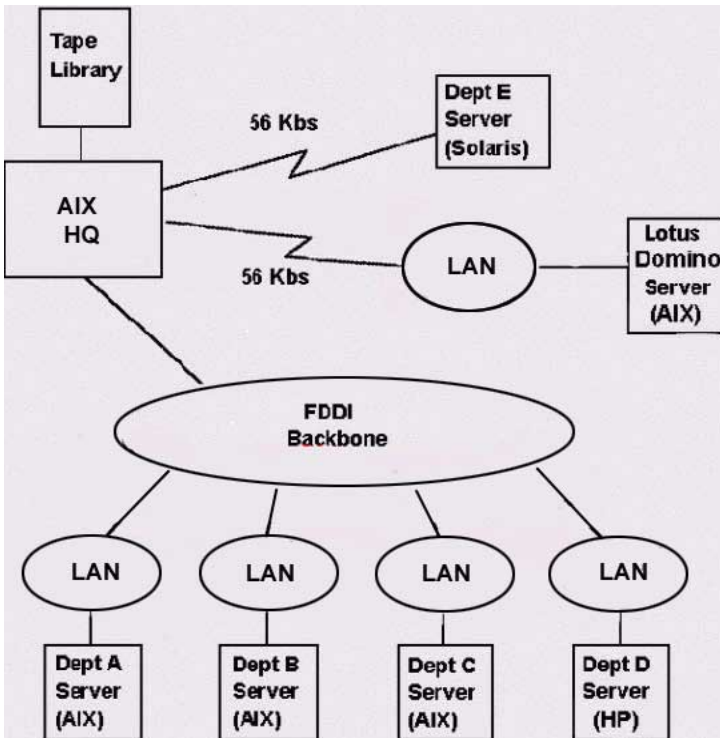 Tape
Library
56 Kbs
Dept E
Server
(Solaris)
AIX
HQ
56 Kbs
LAN
Lotus
Domino
Server
(AIX)
FDDI
Backbone
LAN
LAN
LAN
LAN
Dept A
Server
(AIX)
Dept B
Server
(AIX)
Dept C
Server
(AIX)
Dept D
Server
(HP)